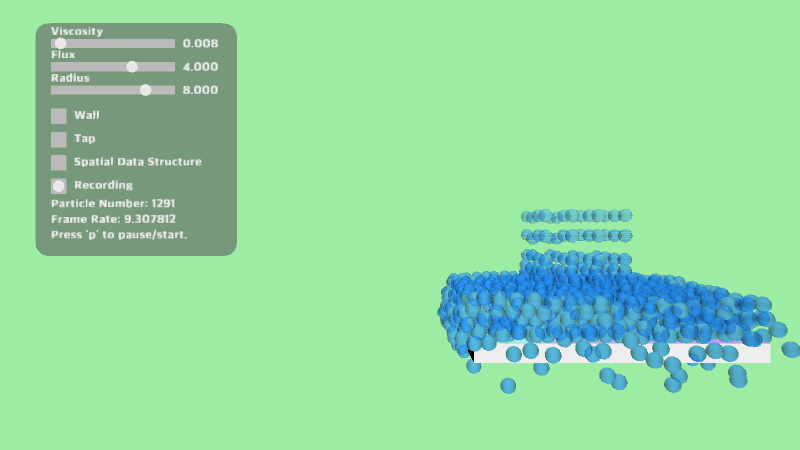 Viscosity
0.008
Flux
4.000
Radius
8.000
Wall
Tap
Spatial Data Structure
Recording
Particle Number: 1291
Frame Rate: 9.307812
Press 'p' to pause/start.